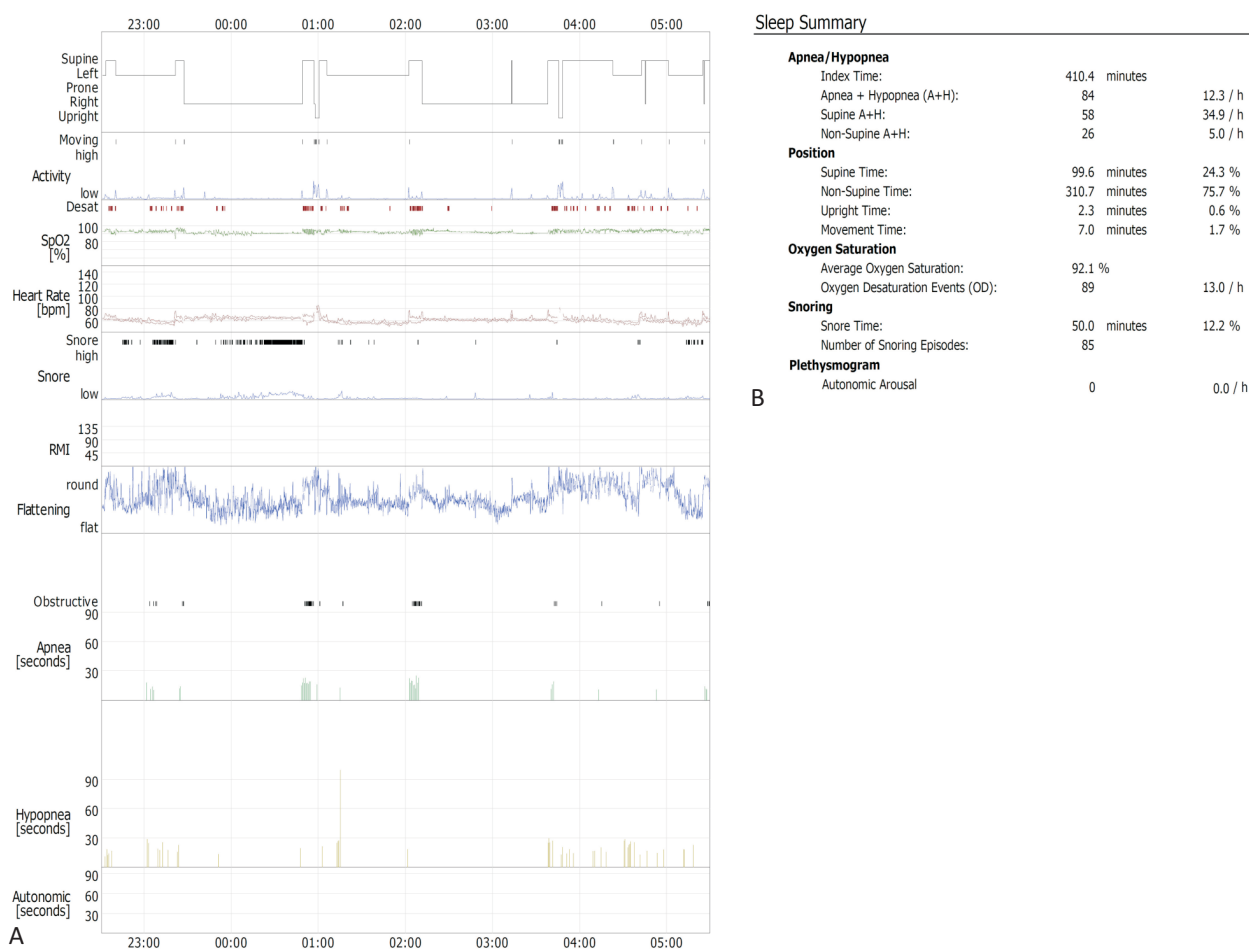 23:00 00:00 01:00 02:00 03:00 04:00 05:00
Supine
Left
Prone
Right
Upright
Moving
high
Activity
low
Desat
100
80
SpO2
[%]
140
120
100
80
60
Heart Rate
[bpm]
Snore
high
Snore
low
135
90
45
RMI
round
Flattening
flat
Obstructive
90
60
30
Apnea
[seconds]
90
60
30
Hypopnea
[seconds]
90
60
30
Autonomic
[seconds]
23:00 00:00 01:00 02:00 03:00 04:00 05:00
A
Sleep Summary
Apnea/Hypopnea
Index Time: 410.4 minutes
Apnea + Hypopnea (A+H): 84 12.3 / h
Supine A+H: 58 34.9 / h
Non-Supine A+H: 26 5.0 / h
Position
Supine Time: 99.6 minutes 24.3 %
Non-Supine Time: 310.7 minutes 75.7 %
Upright Time: 2.3 minutes 0.6 %
Movement Time: 7.0 minutes 1.7 %
Oxygen Saturation
Average Oxygen Saturation: 92.1 %
Oxygen Desaturation Events (OD): 89 13.0 / h
Snoring
Snore Time: 50.0 minutes 12.2 %
Number of Snoring Episodes: 85
Plethysmogram
Autonomic Arousal 0 0.0 / h
B